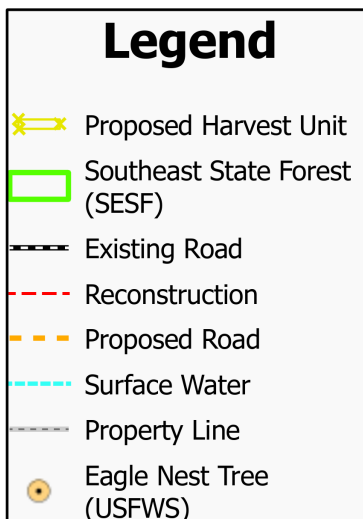 Legend
Proposed Harvest Unit
Southeast State Forest
(SESF)
Existing Road
Reconstruction
Proposed Road
Surface Water
Property Line
Eagle Nest Tree
(USFWS)